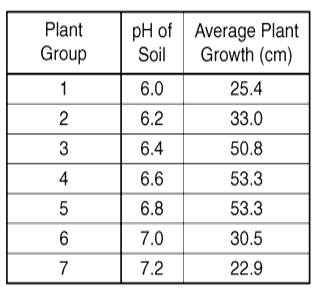 Plant Group | pH of Soil | Average Plant Growth (cm)
1 | 6.0 | 25.4
2 | 6.2 | 33.0
3 | 6.4 | 50.8
4 | 6.6 | 53.3
5 | 6.8 | 53.3
6 | 7.0 | 30.5
7 | 7.2 | 22.9